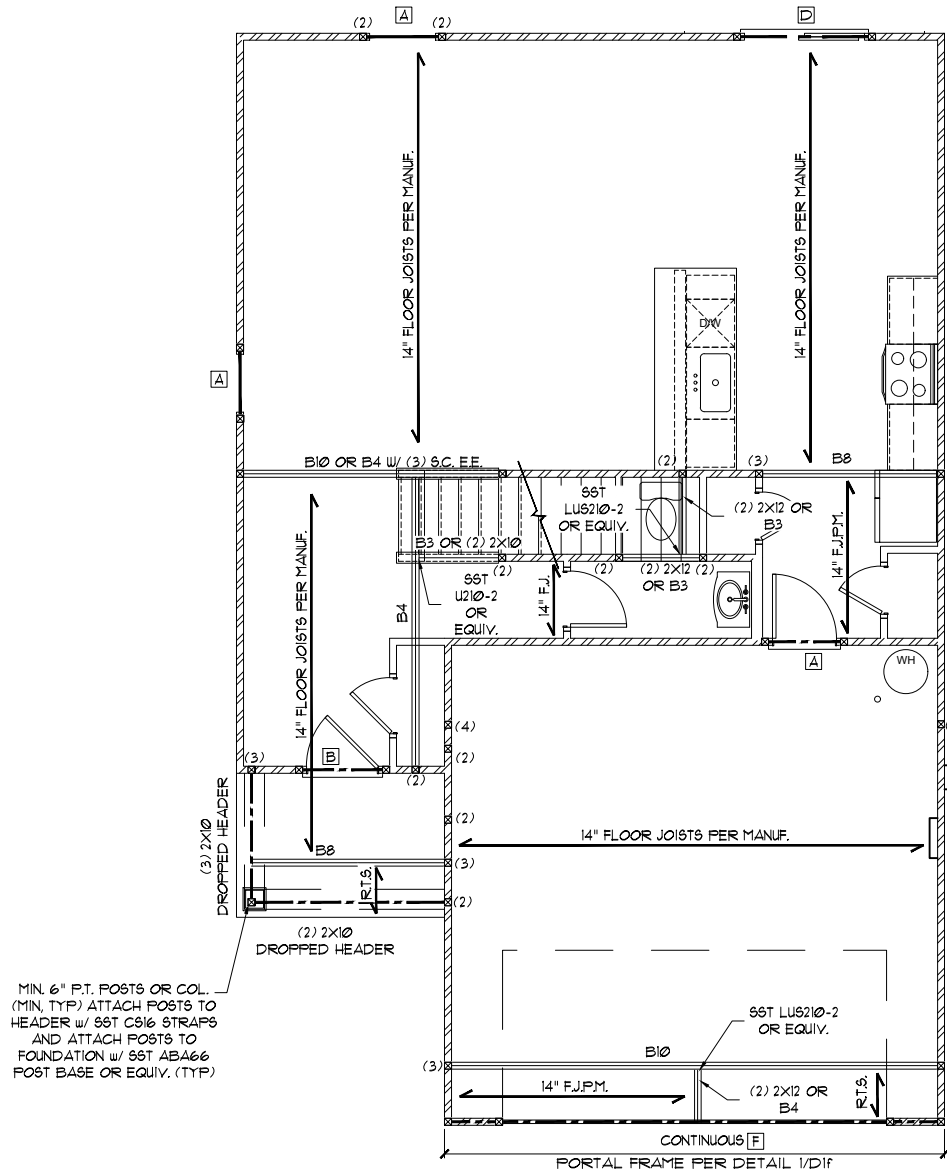 (2) A (2)
D
14" FLOOR JOISTS PER MANUF.
14" FLOOR JOISTS PER MANUF.
D/W
A
B10 OR B4 W/ (3) S.C. E.E.
(2)
(3)
B8
SST
LUS210-2
OR EQUIV.
(2) 2X12 OR
B3
B3 OR (2) 2X10
(2)
(2)
(2) 2X12
OR B3
(2)
14" F.J.P.M.
14" FLOOR JOISTS PER MANUF.
B4
SST
U210-2
OR
EQUIV.
14" F.J.
A
WH
(4)
(2)
(3)
B
(2)
(2)
(3) 2X10
DROPPED HEADER
14" FLOOR JOISTS PER MANUF.
B8
(3)
R.T.S.
(2)
(2) 2X10
DROPPED HEADER
MIN. 6" P.T. POSTS OR COL.
(MIN, TYP) ATTACH POSTS TO
HEADER w/ SST CS16 STRAPS
AND ATTACH POSTS TO
FOUNDATION w/ SST ABA66
POST BASE OR EQUIV. (TYP)
SST LUS210-2
OR EQUIV.
B10
(3)
14" F.J.P.M.
(2) 2X12 OR
B4
R.T.S.
CONTINUOUS F
PORTAL FRAME PER DETAIL 1/D1f